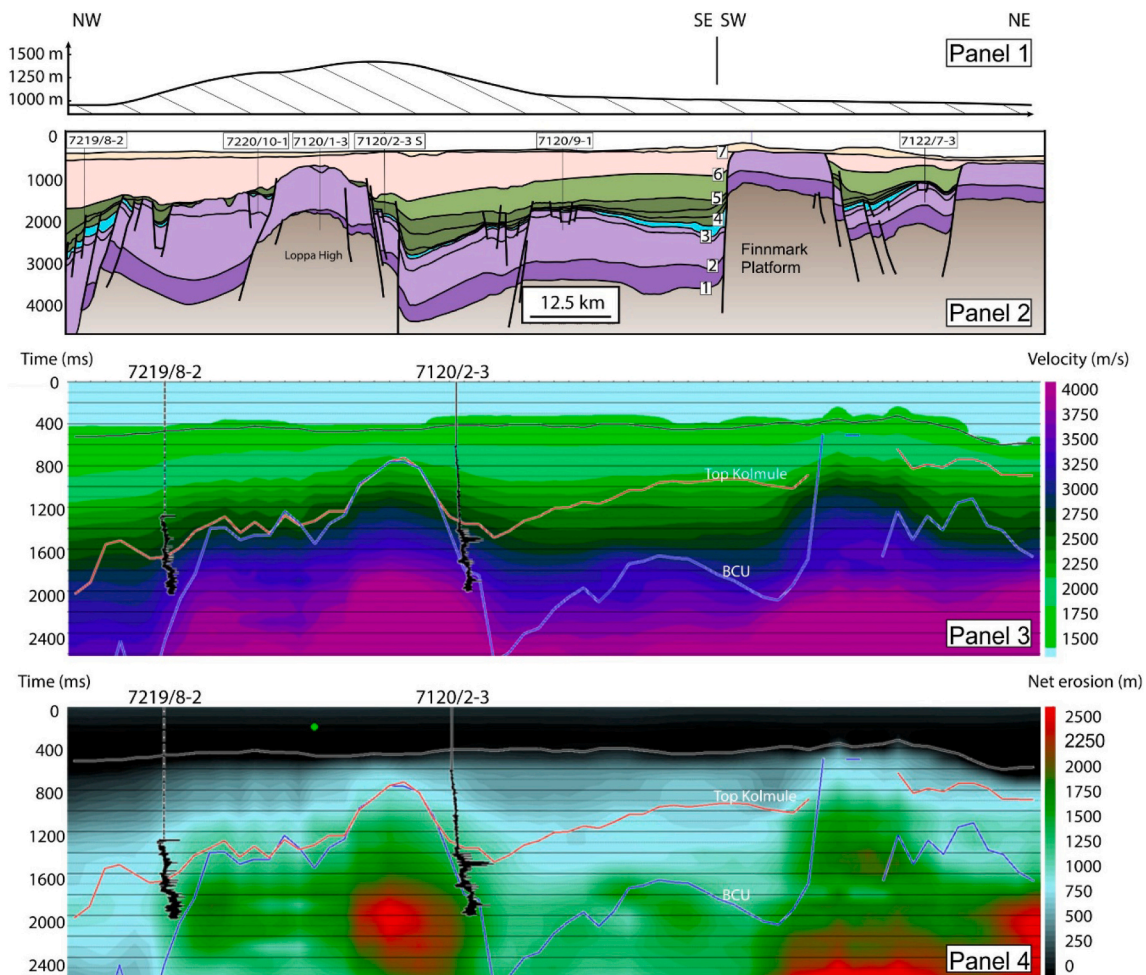 NW SE SW NE
Panel 1
1500 m
1250 m
1000 m
0
1000
2000
3000
4000
7219/8-2 7220/10-1 7120/1-3 7120/2-3 S 7120/9-1 7122/7-3
7
6
5
4
3
2
1
Loppa High
Finnmark
Platform
12.5 km
Panel 2
Time (ms) Velocity (m/s)
7219/8-2 7120/2-3
0
400
800
1200
1600
2000
2400
Top Kolmule
BCU
Panel 3
4000
3750
3500
3250
3000
2750
2500
2250
2000
1750
1500
Time (ms) Net erosion (m)
7219/8-2 7120/2-3
0
400
800
1200
1600
2000
2400
Top Kolmule
BCU
Panel 4
2500
2250
2000
1750
1500
1250
1000
750
500
250
0